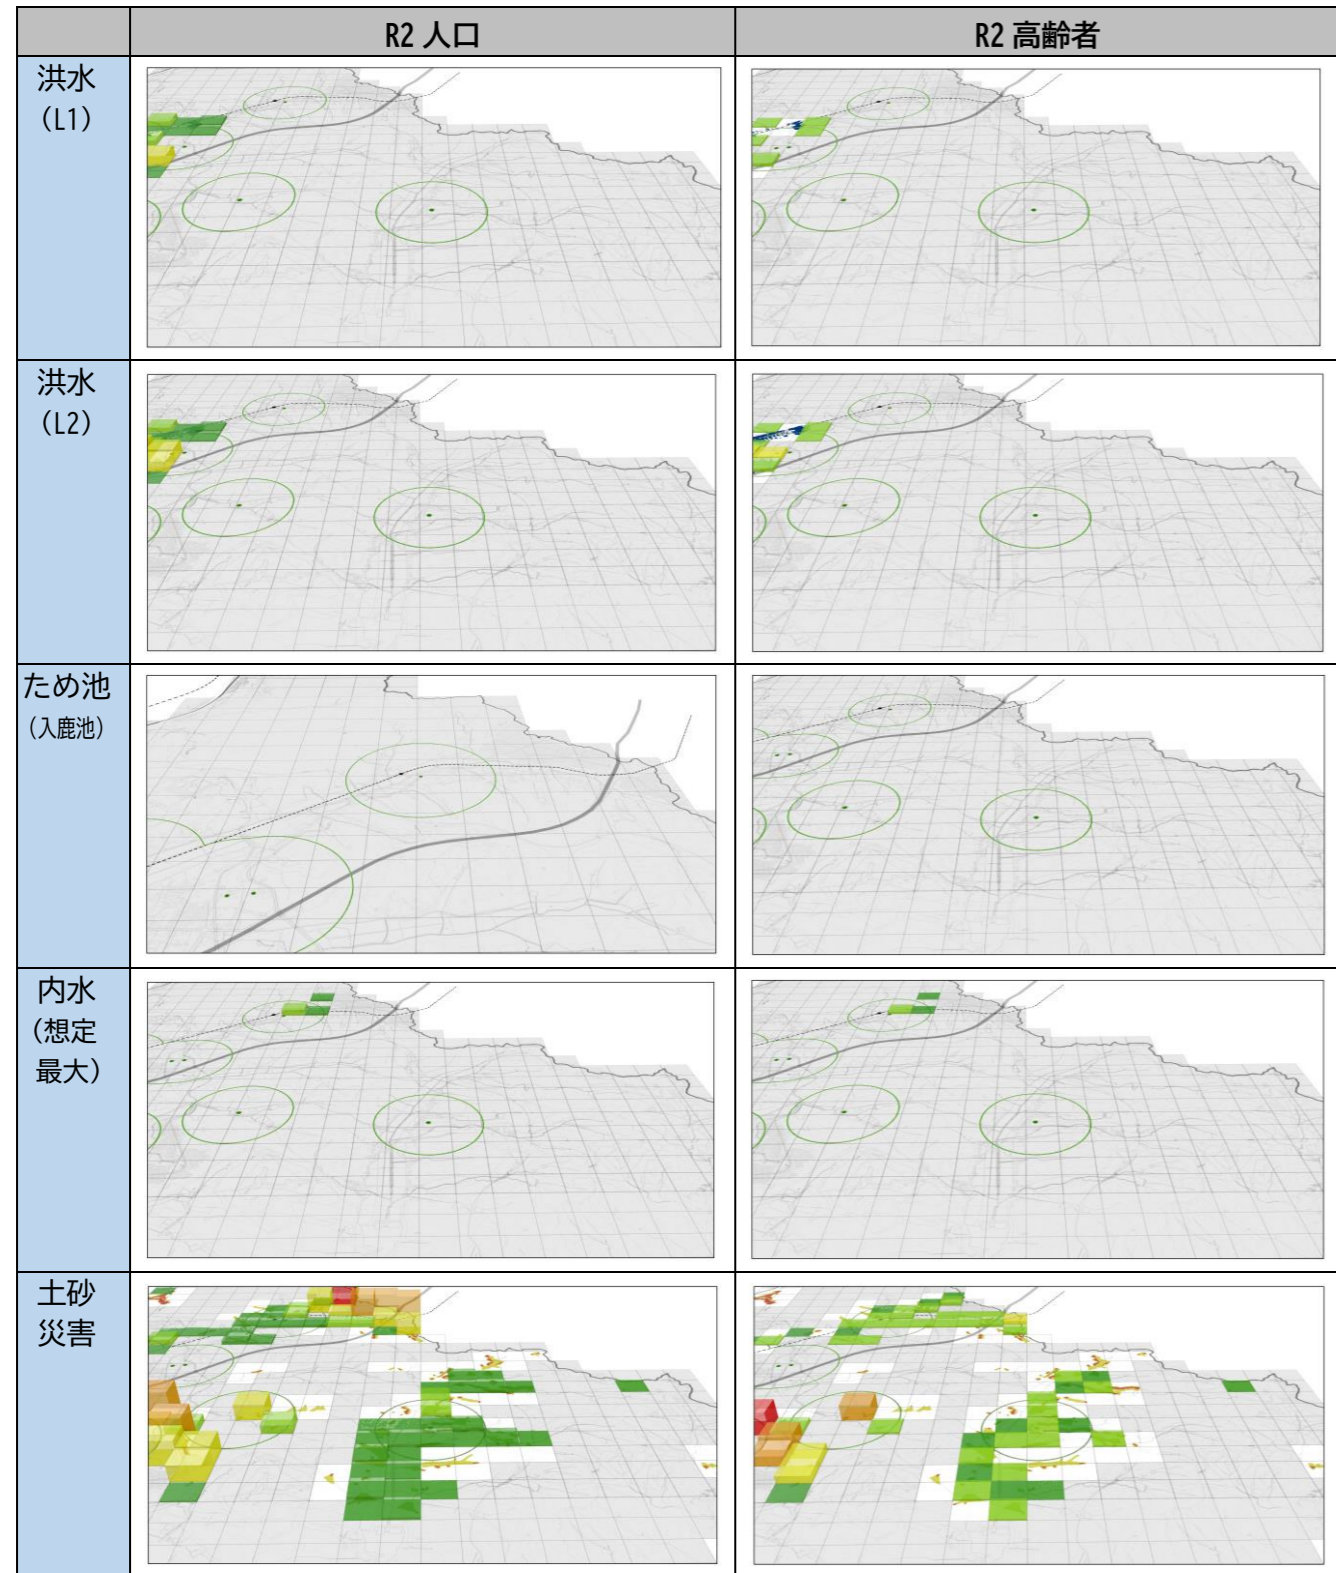 R2 人口
R2 高齢者
洪水
（L1）
洪水
（L2）
ため池
（入鹿池）
内水
（想定
最大）
土砂
災害